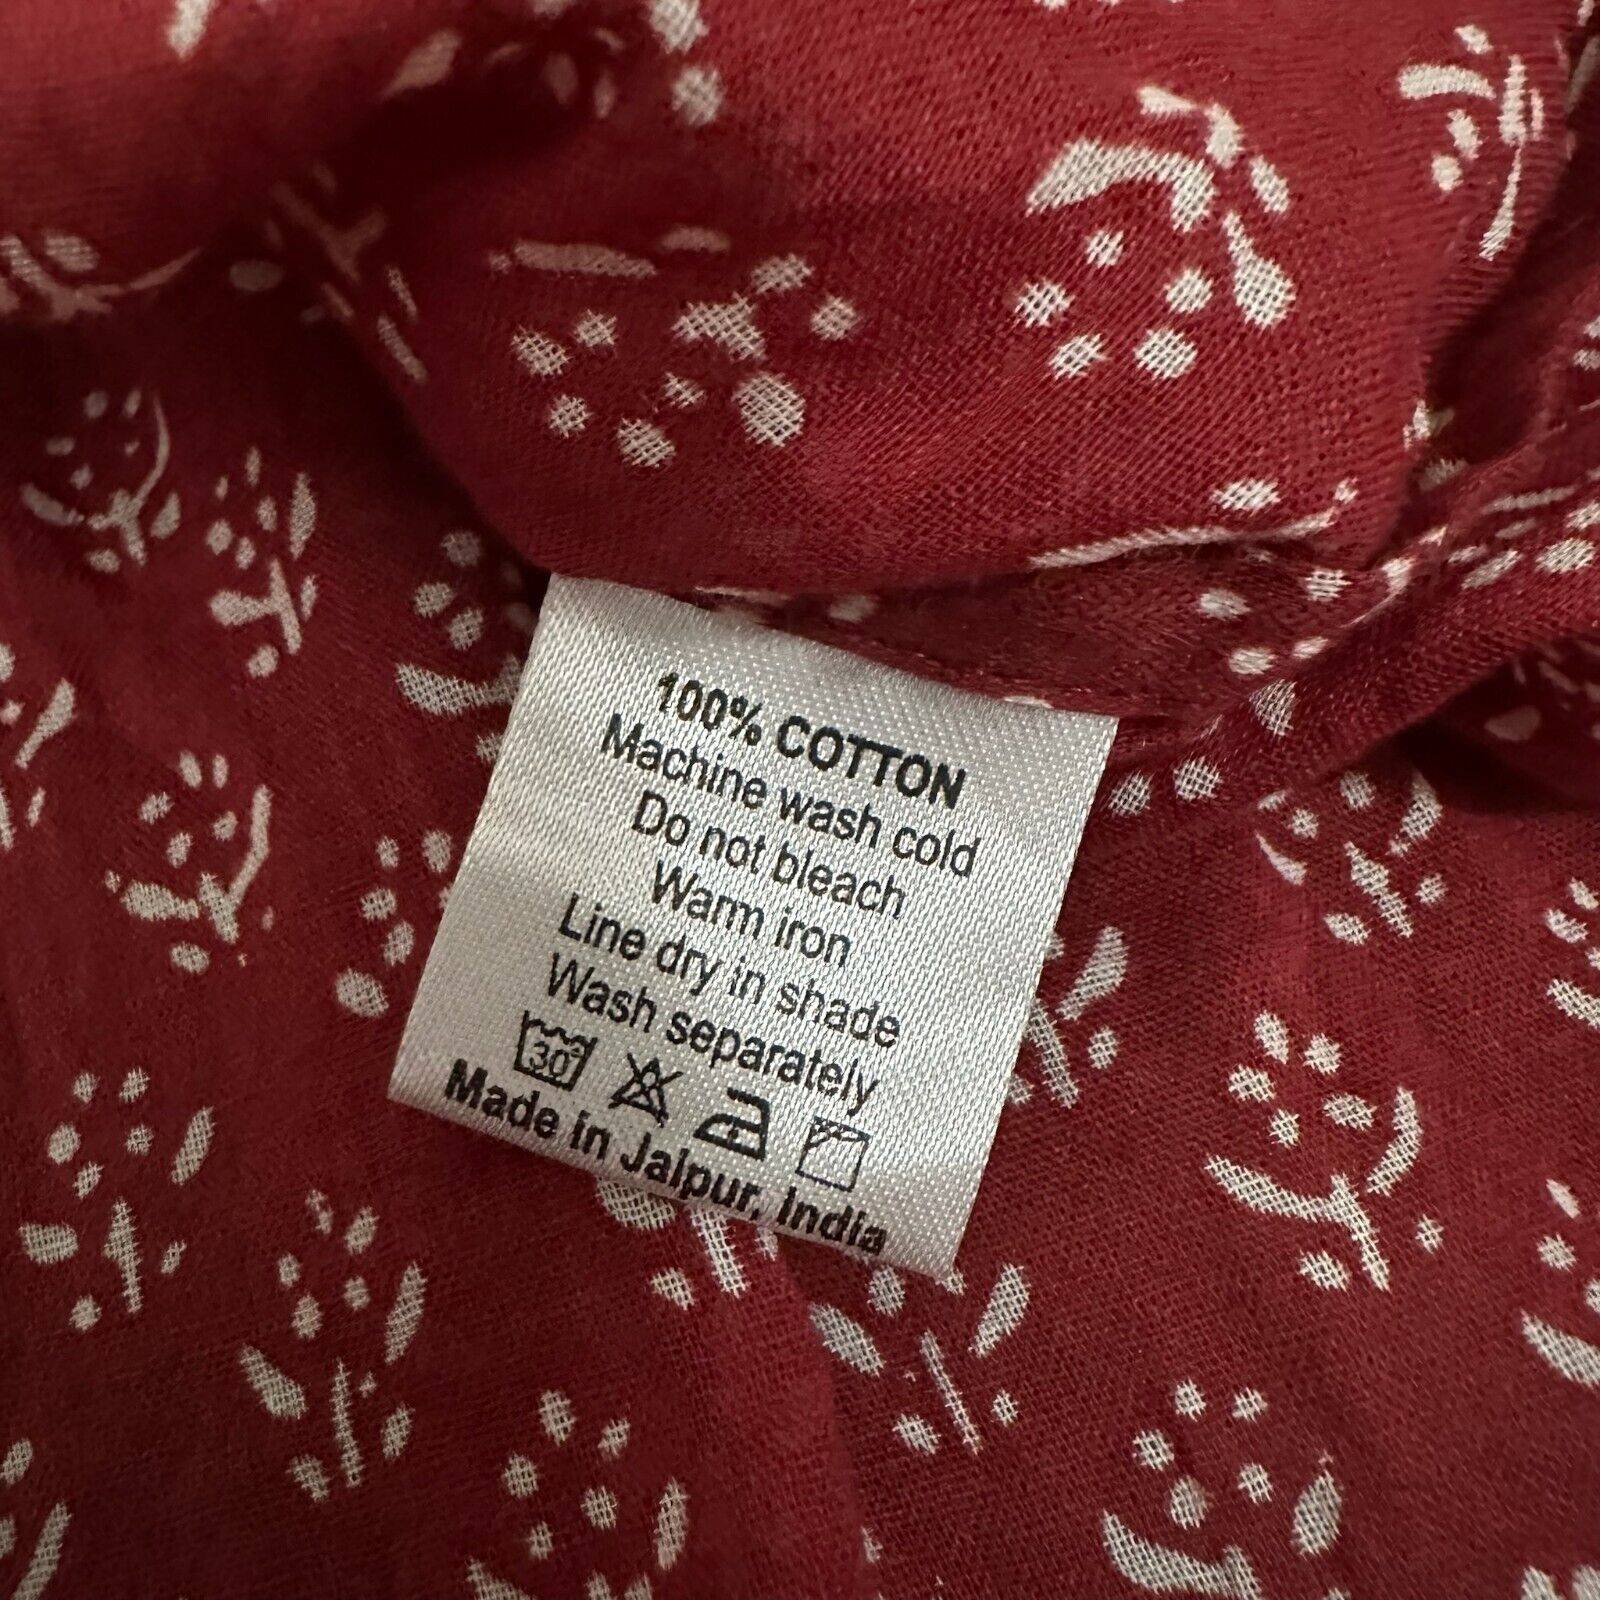 100% COTTON
Machine wash cold
Do not bleach
Warm iron
Line dry in shade
Wash separately
30°
Made in Jaipur, India